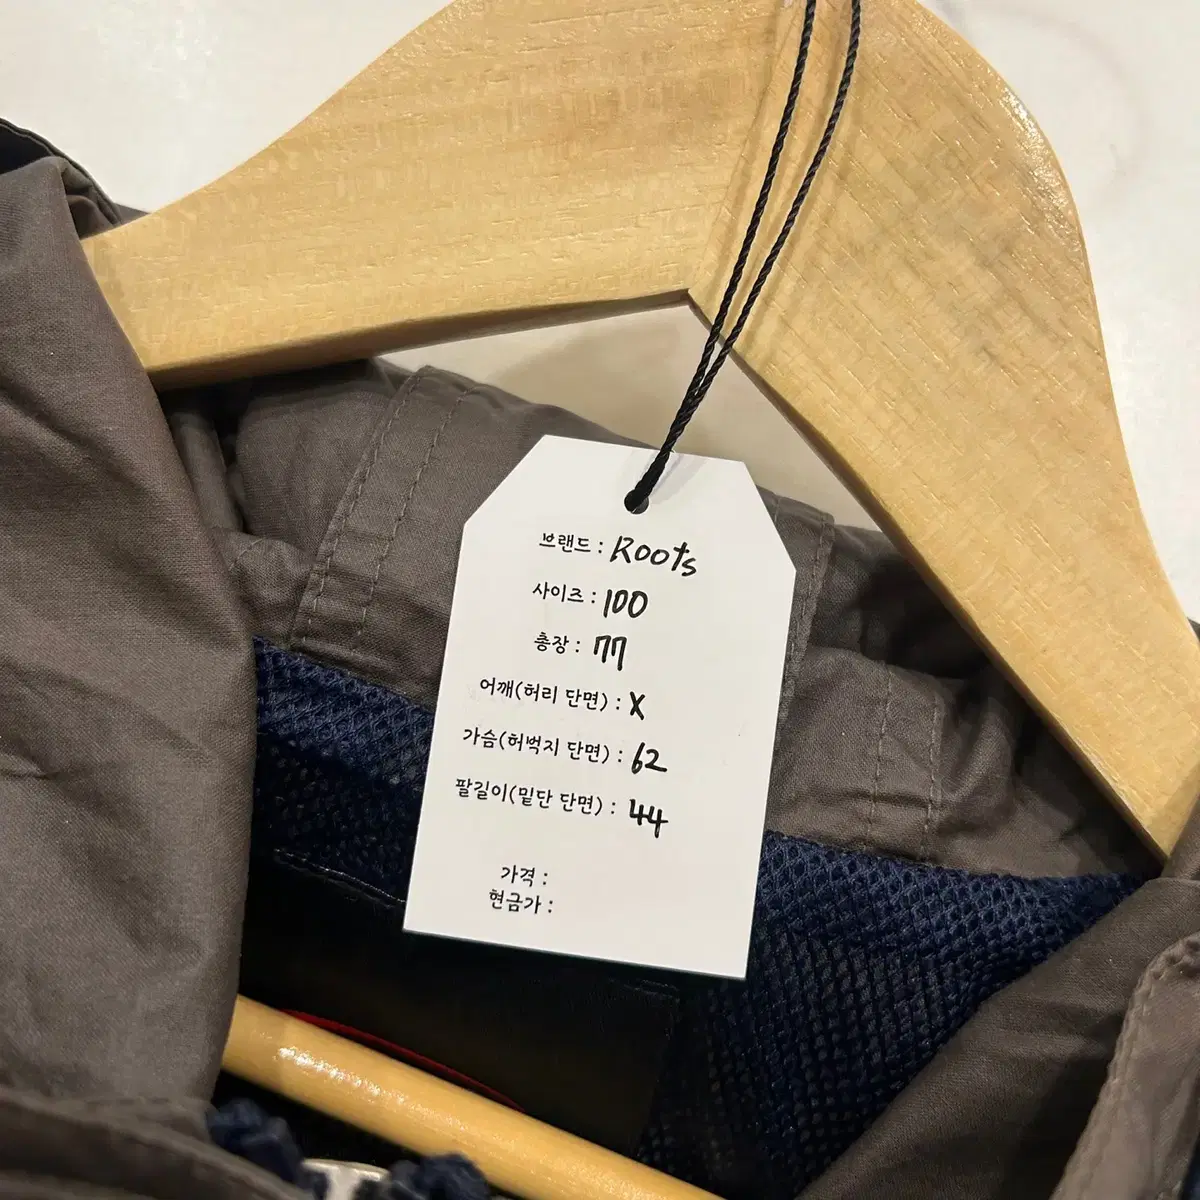 브랜드 : Roots
사이즈 : 100
총장 : 77
어깨(허리 단면) : X
가슴(허벅지 단면) : 62
팔길이(밑단 단면) : 44
가격 :
현금가 :